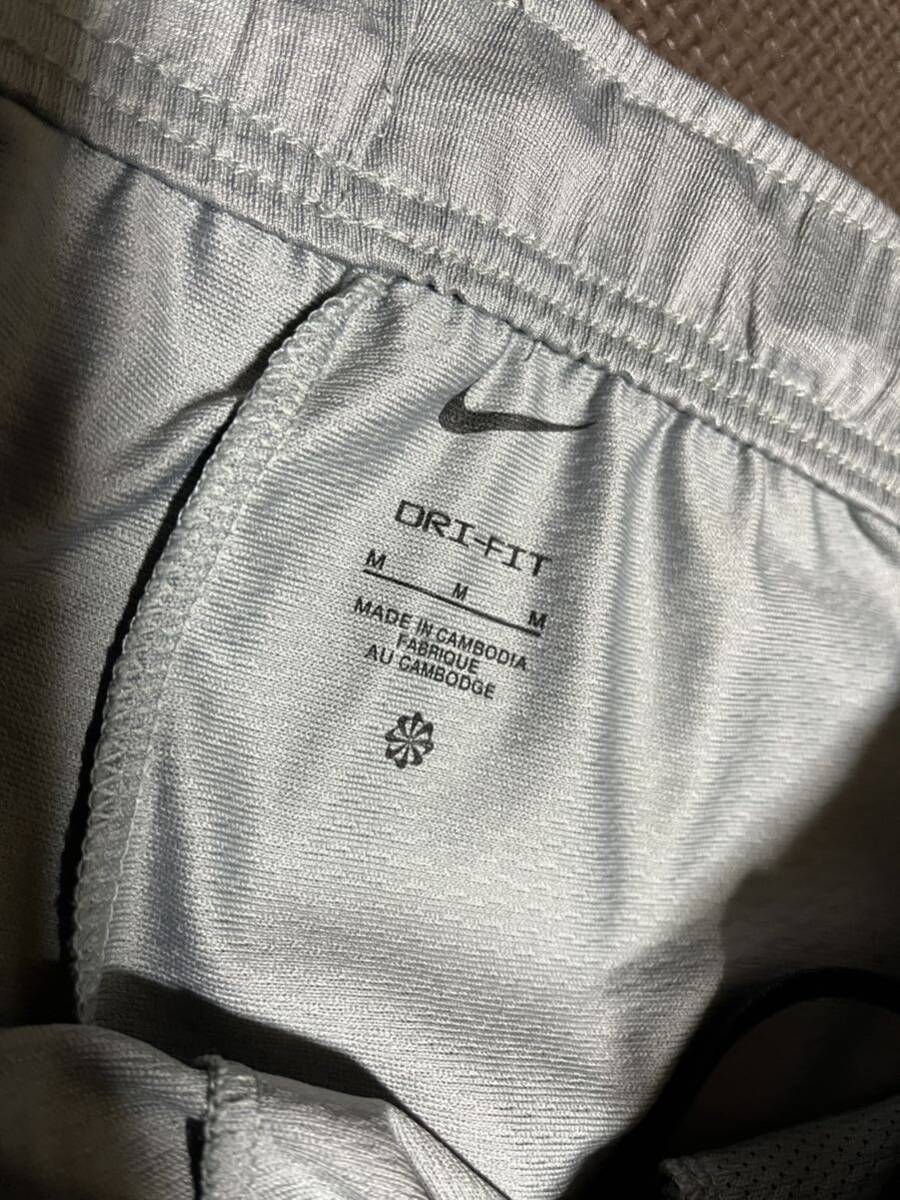 DRI-FIT
M M M
MADE IN CAMBODIA
FABRIQUE
AU CAMBODGE